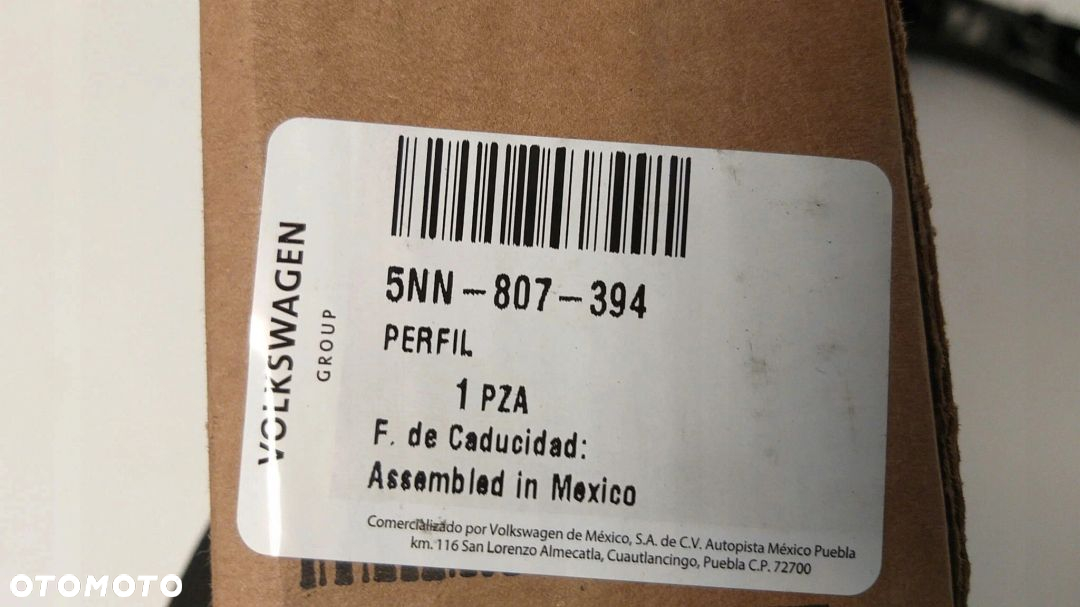 VOLKSWAGEN
GROUP
5NN-807-394
PERFIL
1 PZA
F. de Caducidad:
Assembled in Mexico
Comercializado por Volkswagen de México, S.A. de C.V. Autopista México Puebla
km. 116 San Lorenzo Almecatla, Cuautlancingo, Puebla C.P. 72700
OTOMOTO